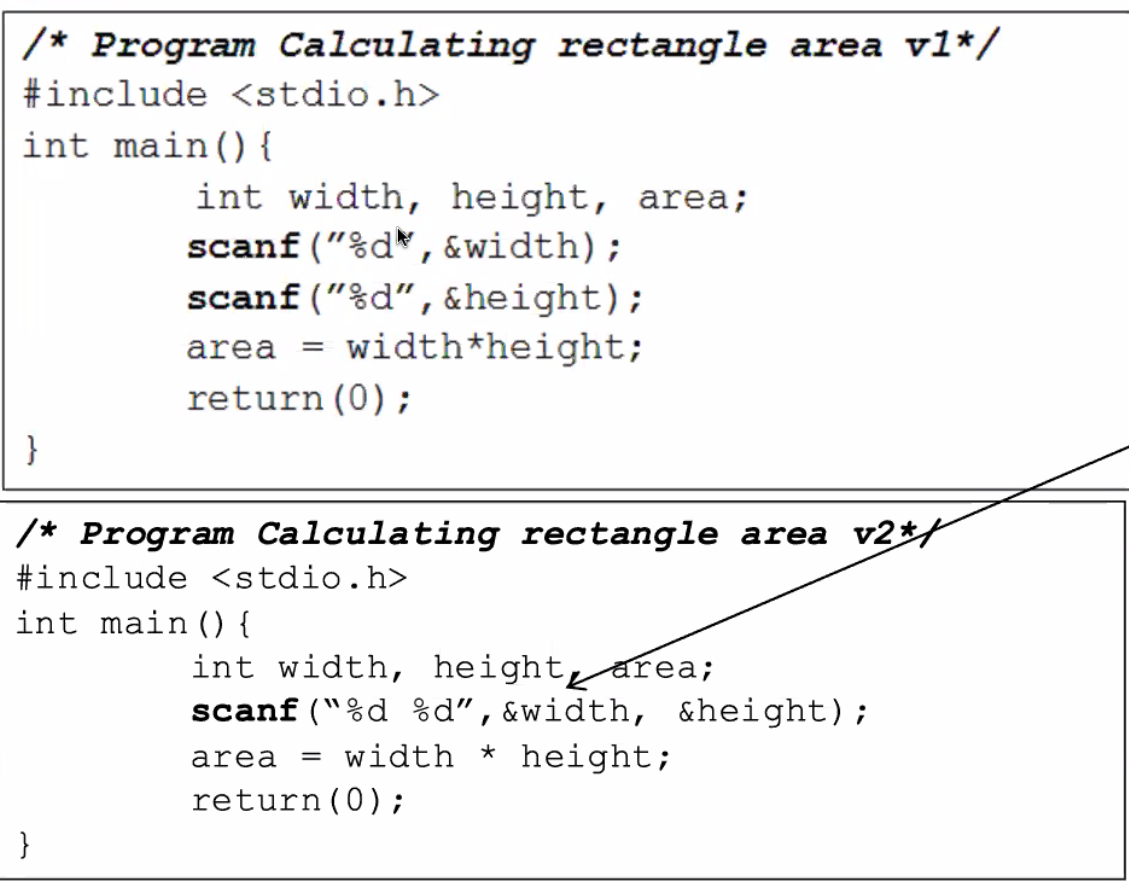 /* Program Calculating rectangle area v1*/
#include <stdio.h>
int main(){
int width, height, area;
scanf(”%d”,&width);
scanf(”%d”,&height);
area = width*height;
return(0);
}
/* Program Calculating rectangle area v2*/
#include <stdio.h>
int main(){
int width, height, area;
scanf(“%d %d”,&width, &height);
area = width * height;
return(0);
}